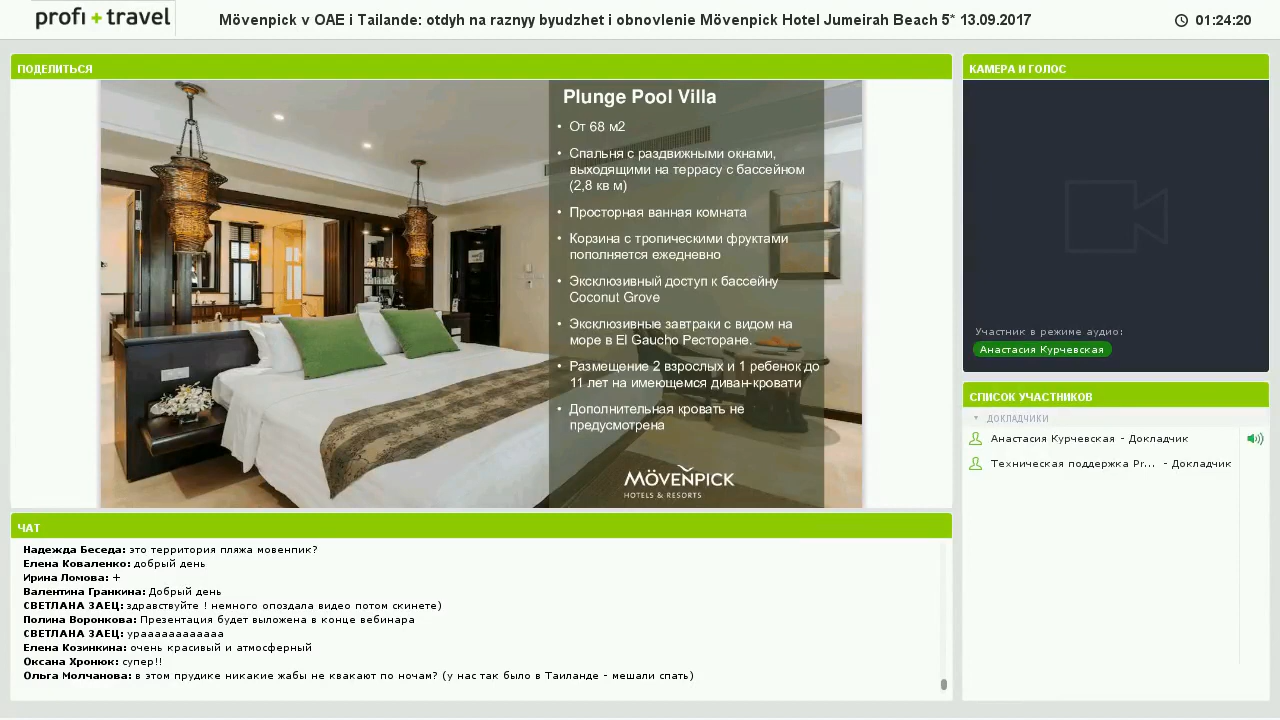 profi + travel
Mövenpick v OAE i Tailande: otdyh na raznyy byudzhet i obnovlenie Mövenpick Hotel Jumeirah Beach 5* 13.09.2017
01:24:20
ПОДЕЛИТЬСЯ
Plunge Pool Villa
• От 68 м2
• Спальня с раздвижными окнами,
выходящими на террасу с бассейном
(2,8 кв м)
• Просторная ванная комната
• Корзина с тропическими фруктами
пополняется ежедневно
• Эксклюзивный доступ к бассейну
Coconut Grove
• Эксклюзивные завтраки с видом на
море в El Gaucho Ресторане.
• Размещение 2 взрослых и 1 ребенок до
11 лет на имеющемся диван-кровати
• Дополнительная кровать не
предусмотрена
MÖVENPICK
HOTELS & RESORTS
КАМЕРА И ГОЛОС
Участник в режиме аудио:
Анастасия Курчевская
СПИСОК УЧАСТНИКОВ
ДОКЛАДЧИКИ
Анастасия Курчевская - Докладчик
Техническая поддержка Pr... - Докладчик
ЧАТ
Надежда Беседа: это территория пляжа мовенпик?
Елена Коваленко: добрый день
Ирина Ломова: +
Валентина Гранкина: Добрый день
СВЕТЛАНА ЗАЕЦ: здравствуйте ! немного опоздала видео потом скинете)
Полина Воронкова: Презентация будет выложена в конце вебинара
СВЕТЛАНА ЗАЕЦ: ураааааааааааа
Елена Козинкина: очень красивый и атмосферный
Оксана Хронюк: супер!!
Ольга Молчанова: в этом прудике никакие жабы не квакают по ночам? (у нас так было в Таиланде - мешали спать)